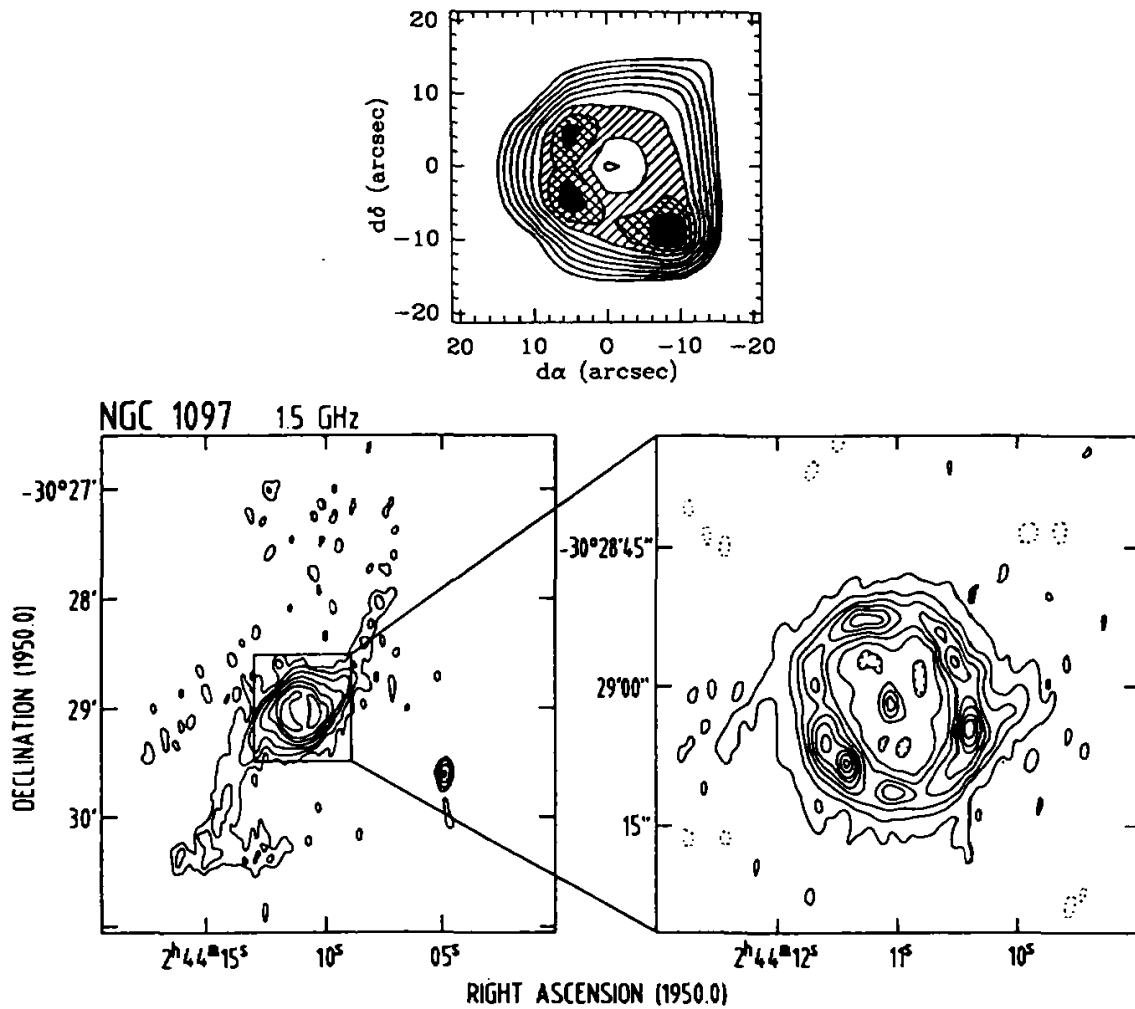 20
10
0
-10
-20
dδ (arcsec)
20 10 0 -10 -20
dα (arcsec)
NGC 1097 1.5 GHz
-30°27'
28'
29'
30'
DECLINATION (1950.0)
2ʰ44ᵐ15ˢ 10ˢ 05ˢ
-30°28'45"
29'00"
15"
2ʰ44ᵐ12ˢ 11ˢ 10ˢ
RIGHT ASCENSION (1950.0)